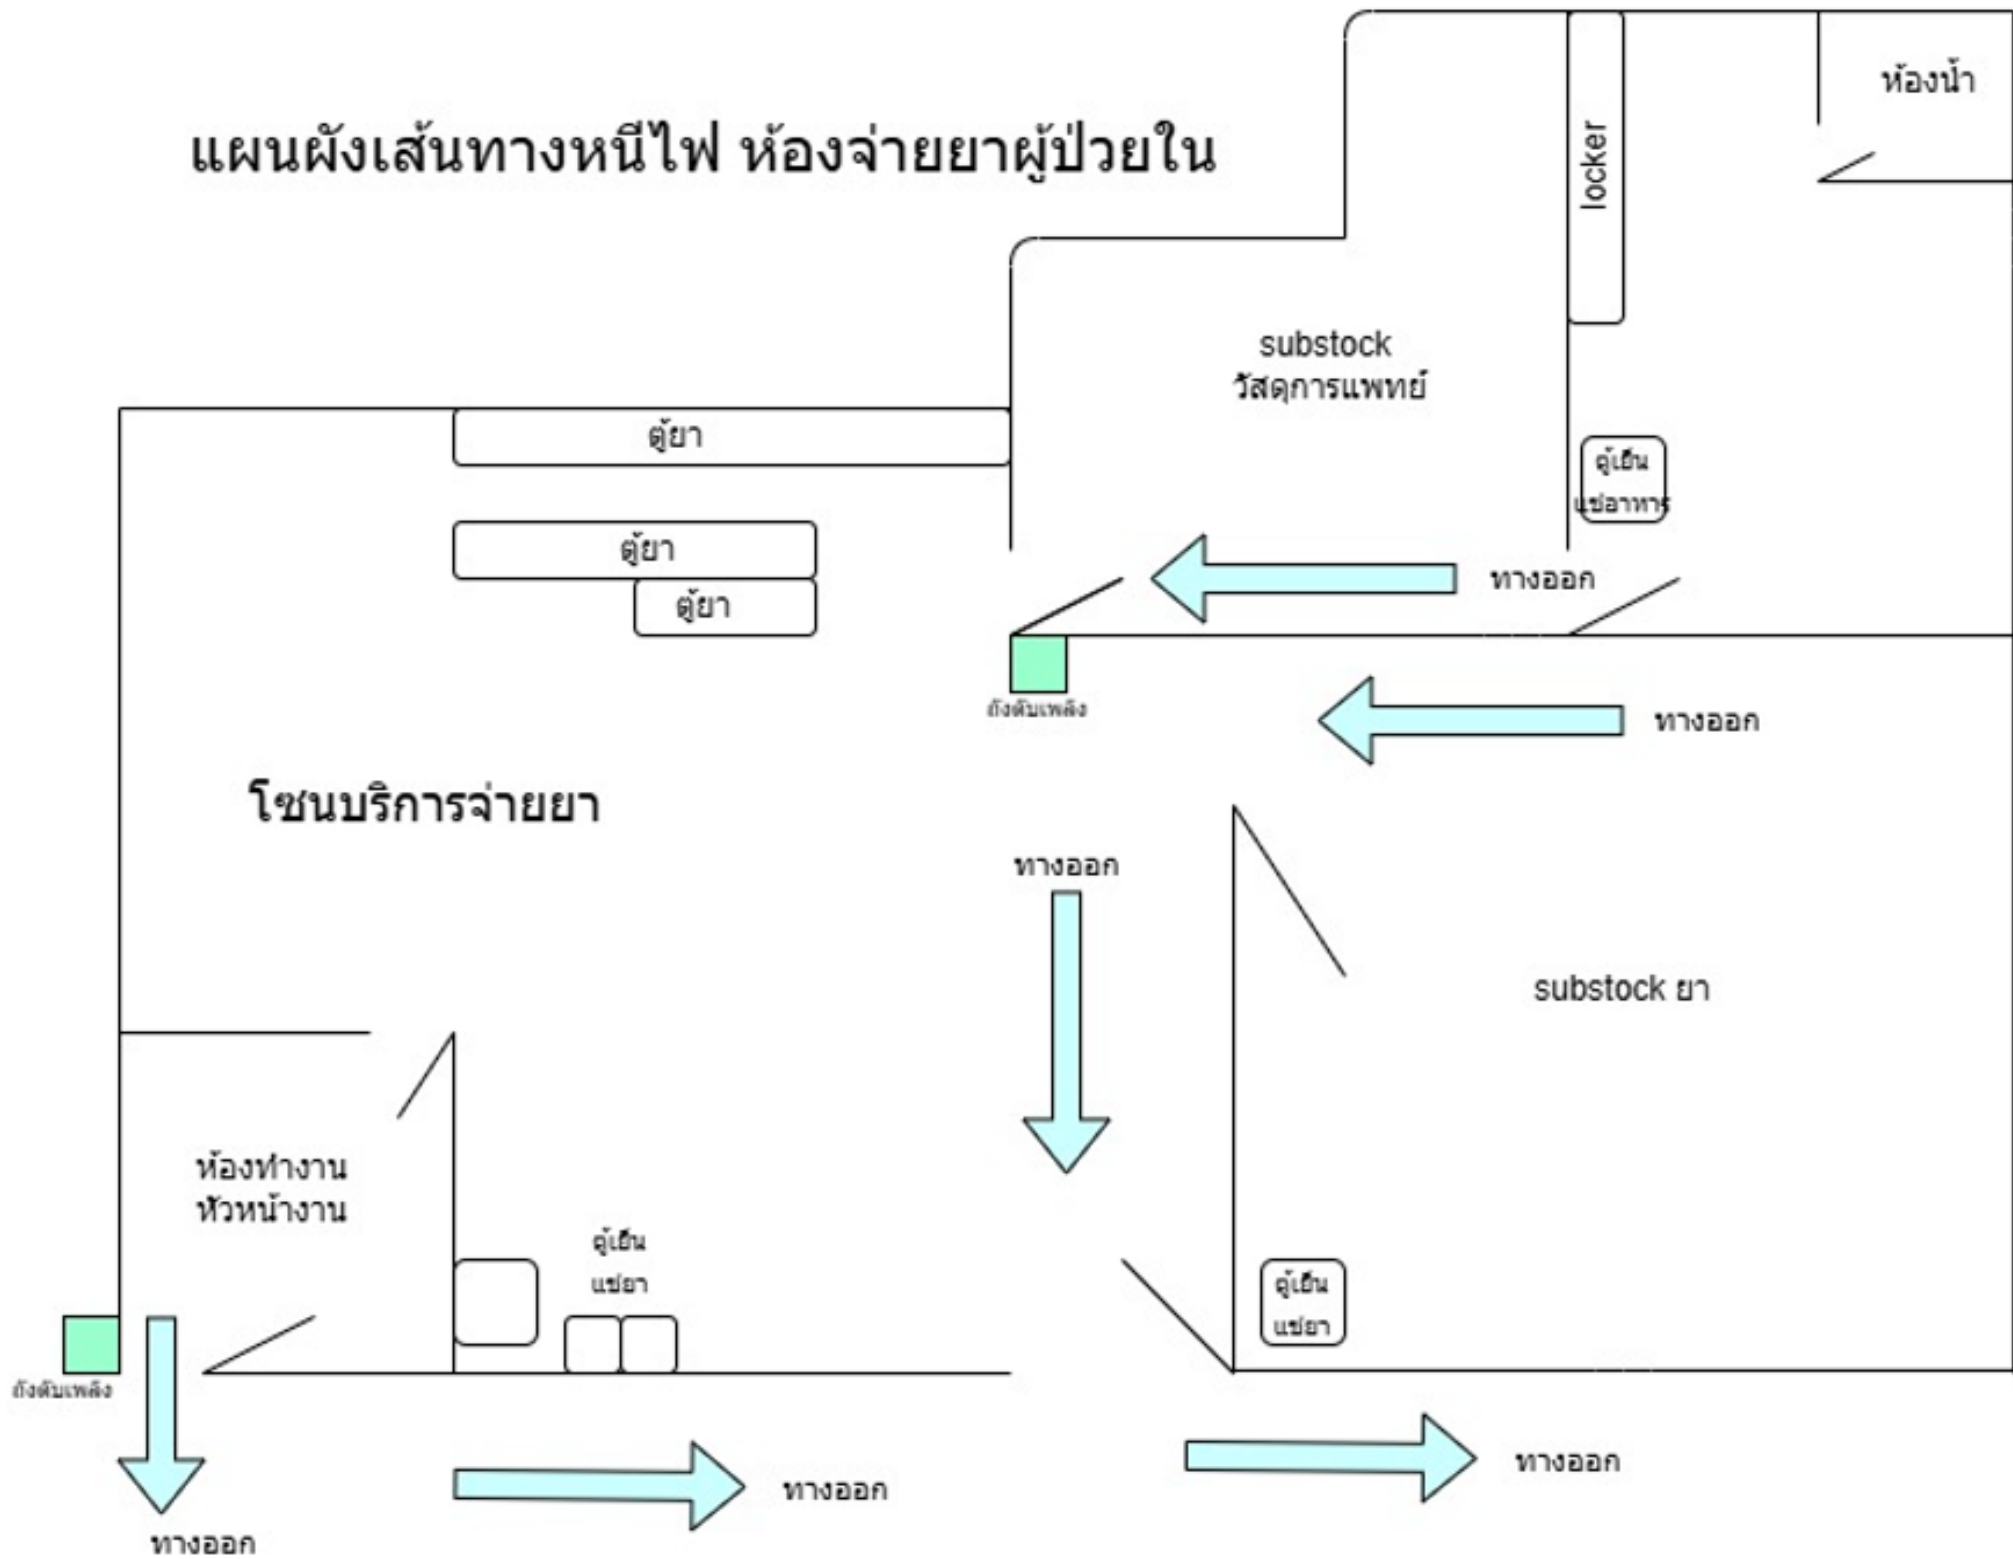 ห้องน้ำ
แผนผังเส้นทางหนีไฟ ห้องจ่ายยาผู้ป่วยใน
locker
substock
วัสดุการแพทย์
ตู้ยา
ตู้เย็น
แช่อาหาร
ตู้ยา
ทางออก
ตู้ยา
ถังดับเพลิง
ทางออก
โซนบริการจ่ายยา
ทางออก
substock ยา
ห้องทำงาน
หัวหน้างาน
ตู้เย็น
แช่ยา
ตู้เย็น
แช่ยา
ถังดับเพลิง
ทางออก
ทางออก
ทางออก